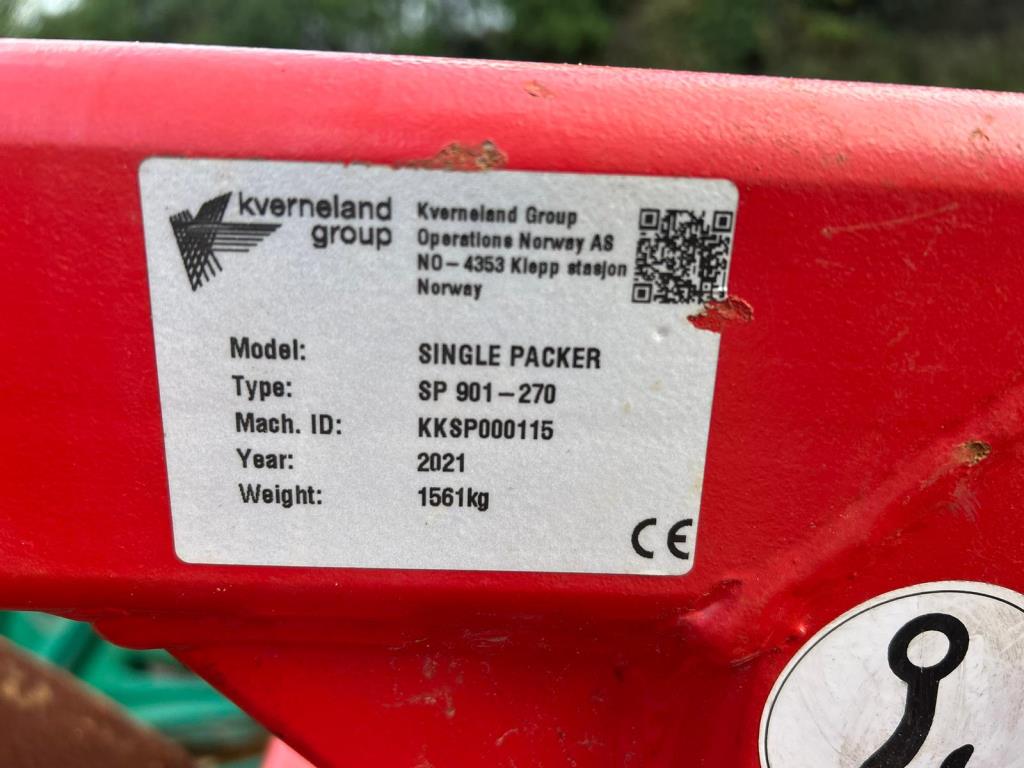 kverneland
group
Kverneland Group
Operations Norway AS
NO-4353 Klepp stasjon
Norway
Model: SINGLE PACKER
Type: SP 901-270
Mach. ID: KKSP000115
Year: 2021
Weight: 1561kg
CE